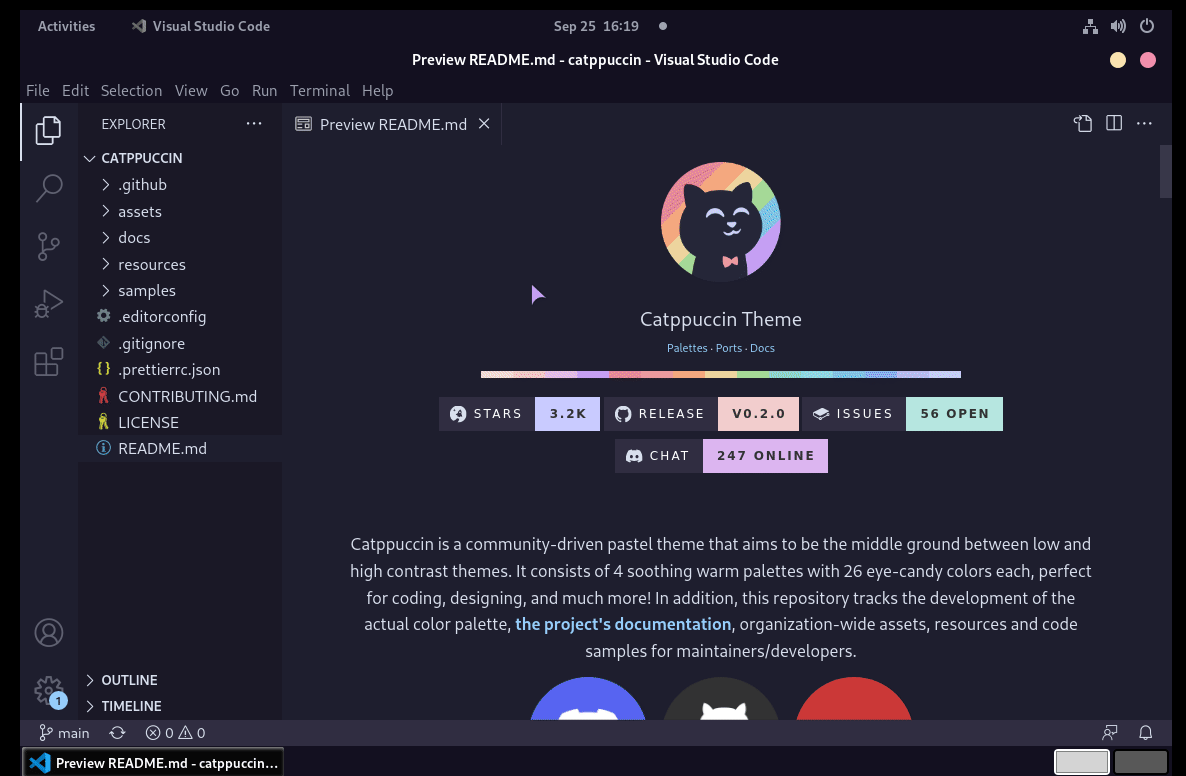 Activities Visual Studio Code Sep 25 16:19
Preview README.md - catppuccin - Visual Studio Code
File Edit Selection View Go Run Terminal Help
EXPLORER
CATPPUCCIN
.github
assets
docs
resources
samples
.editorconfig
.gitignore
.prettierrc.json
CONTRIBUTING.md
LICENSE
README.md
OUTLINE
TIMELINE
Preview README.md
Catppuccin Theme
Palettes · Ports · Docs
STARS 3.2K RELEASE V0.2.0 ISSUES 56 OPEN
CHAT 247 ONLINE
Catppuccin is a community-driven pastel theme that aims to be the middle ground between low and
high contrast themes. It consists of 4 soothing warm palettes with 26 eye-candy colors each, perfect
for coding, designing, and much more! In addition, this repository tracks the development of the
actual color palette, the project's documentation, organization-wide assets, resources and code
samples for maintainers/developers.
1
main 0 0
Preview README.md - catppuccin...